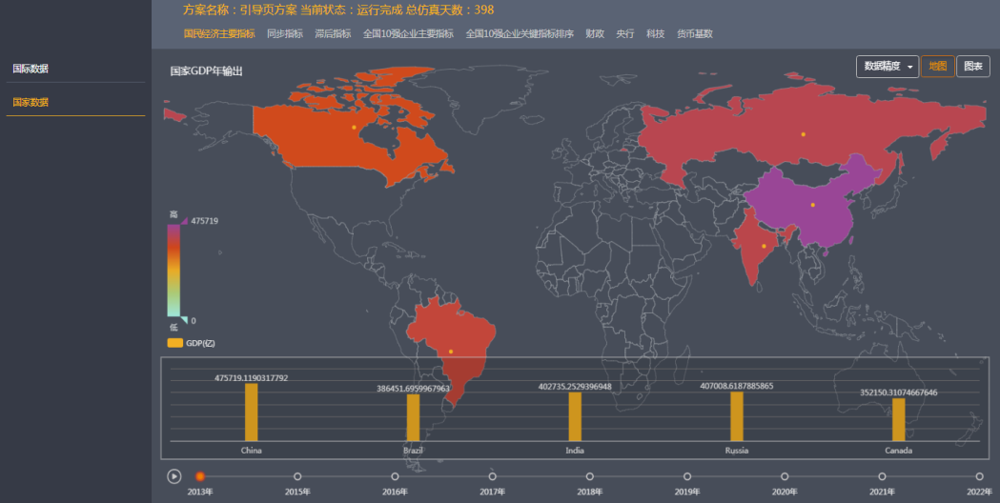 方案名称：引导页方案 当前状态：运行完成 总仿真天数：398
国民经济主要指标 同步指标 滞后指标 全国10强企业主要指标 全国10强企业关键指标排序 财政 央行 科技 货币基数
国际数据
国家数据
国家GDP年输出
数据精度 地图 图表
高
475719
0
低
GDP(亿)
475719.1190317792 386451.6959967963 402735.2529396948 407008.6187885865 352150.31074667646
China Brazil India Russia Canada
2013年 2015年 2016年 2017年 2018年 2019年 2020年 2021年 2022年